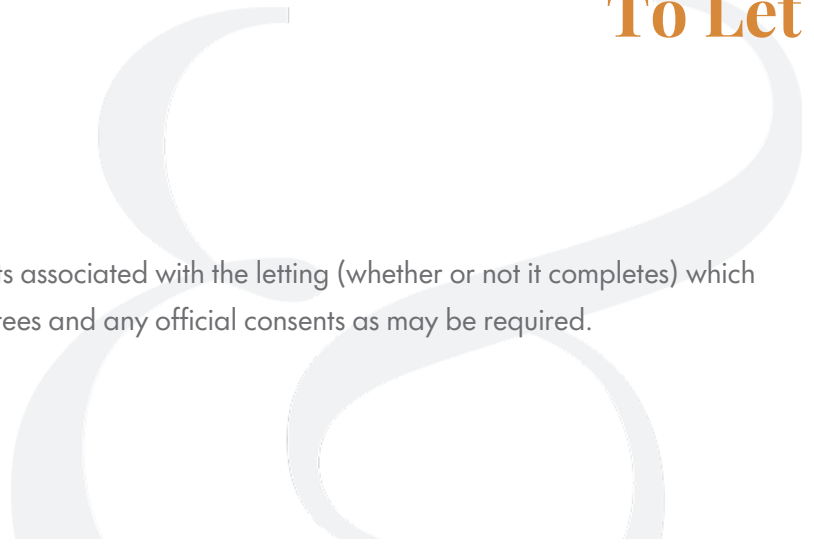 To Let
associated with the letting (whether or not it completes) which
and any official consents as may be required.